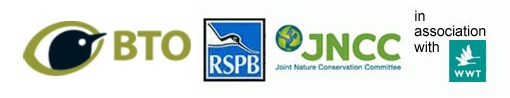 BTO
RSPB
JNCC
Joint Nature Conservation Committee
in
association
with
WWT